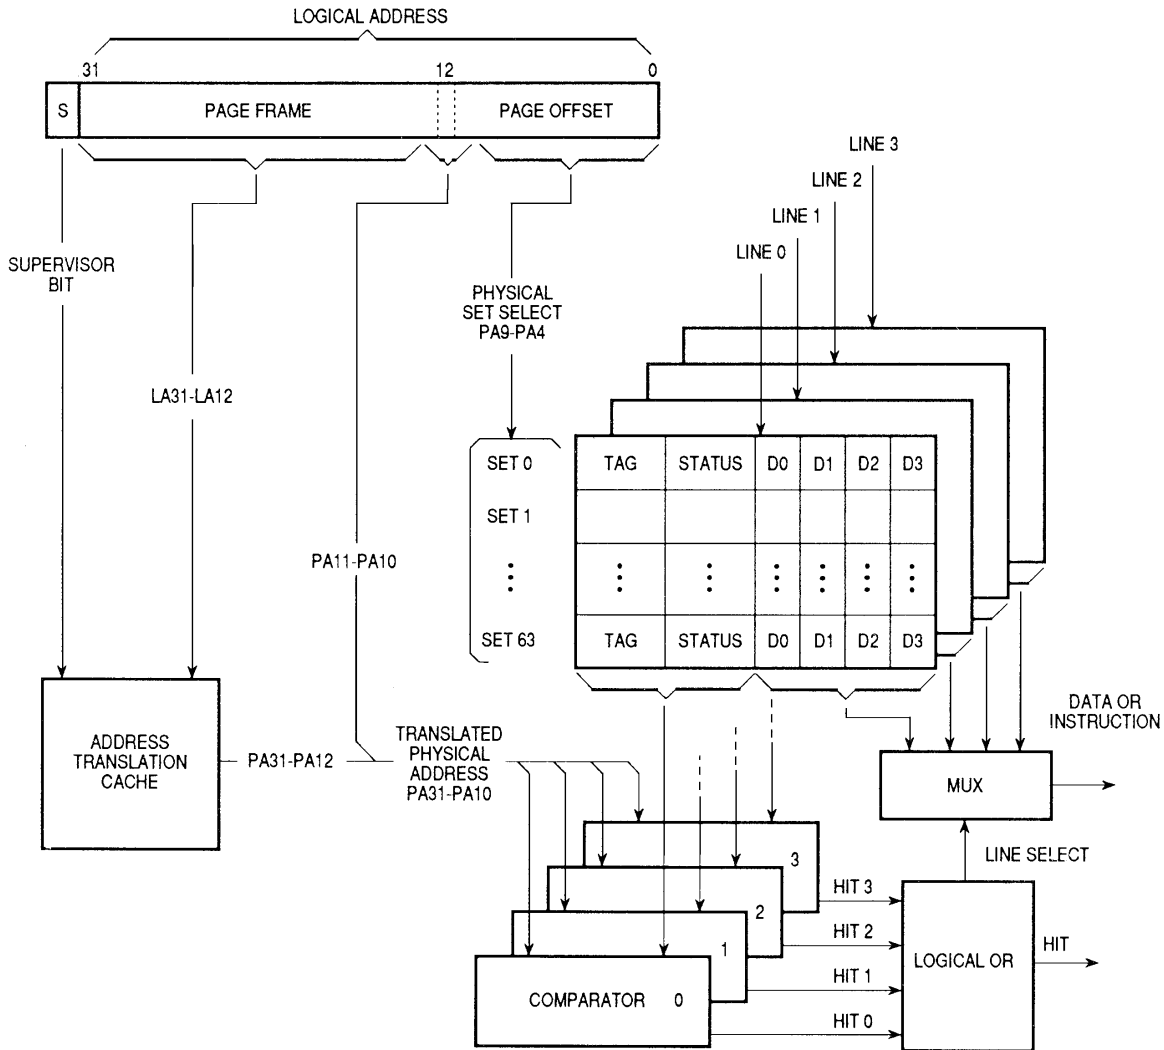 LOGICAL ADDRESS
31 12 0
S PAGE FRAME PAGE OFFSET
LINE 3
LINE 2
LINE 1
LINE 0
SUPERVISOR
BIT
PHYSICAL
SET SELECT
PA9-PA4
LA31-LA12
SET 0 TAG STATUS D0 D1 D2 D3
SET 1
PA11-PA10
SET 63 TAG STATUS D0 D1 D2 D3
ADDRESS
TRANSLATION
CACHE
PA31-PA12
TRANSLATED
PHYSICAL
ADDRESS
PA31-PA10
DATA OR
INSTRUCTION
MUX
LINE SELECT
3
HIT 3
2
HIT 2
1
LOGICAL OR
HIT
HIT 1
COMPARATOR 0
HIT 0